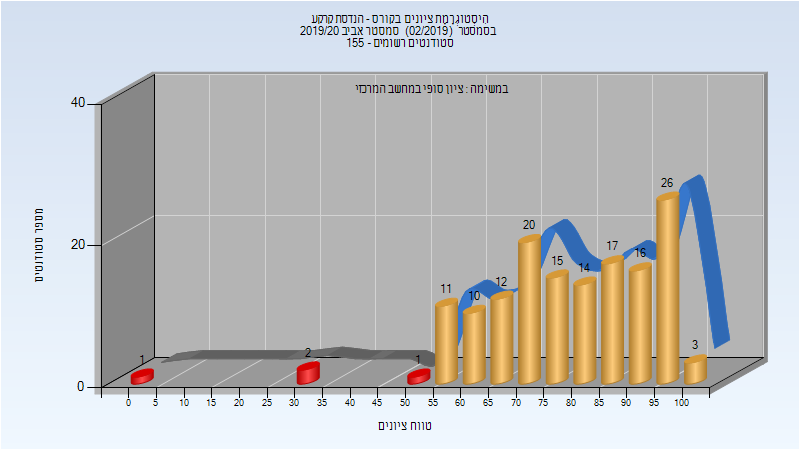 היסטוגרמת ציונים בקורס - הנדסת קרקע
בסמסטר (02/2019) סמסטר אביב 2019/20
סטודנטים רשומים - 155
במשימה : ציון סופי במחשב המרכזי
40
20
0
מספר סטודנטים
1 2 1 11 10 12 20 15 14 17 16 26 3
0 5 10 15 20 25 30 35 40 45 50 55 60 65 70 75 80 85 90 95 100
טווח ציונים